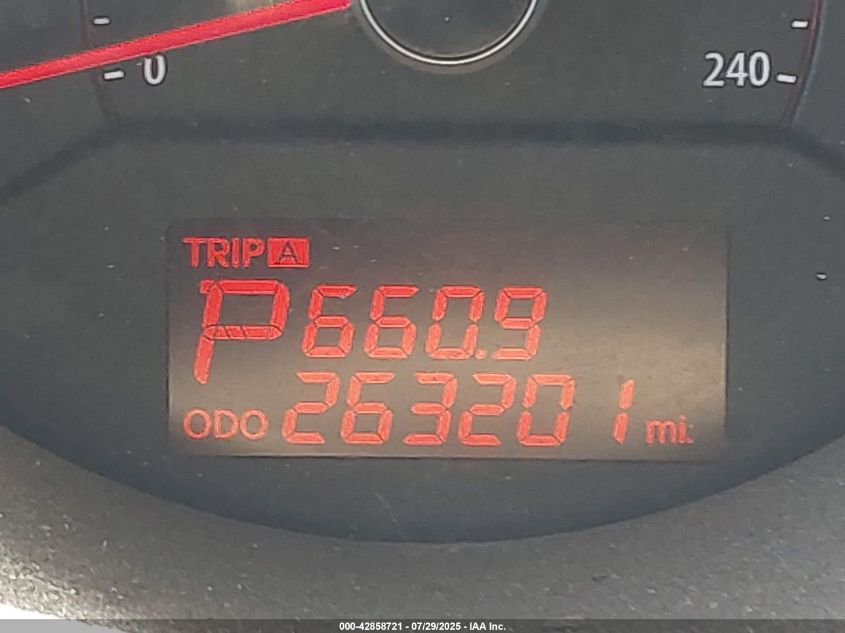 0 240
TRIP A
P 660.9
ODO 263201 mi.
000-42858721 - 07/29/2025 - IAA Inc.